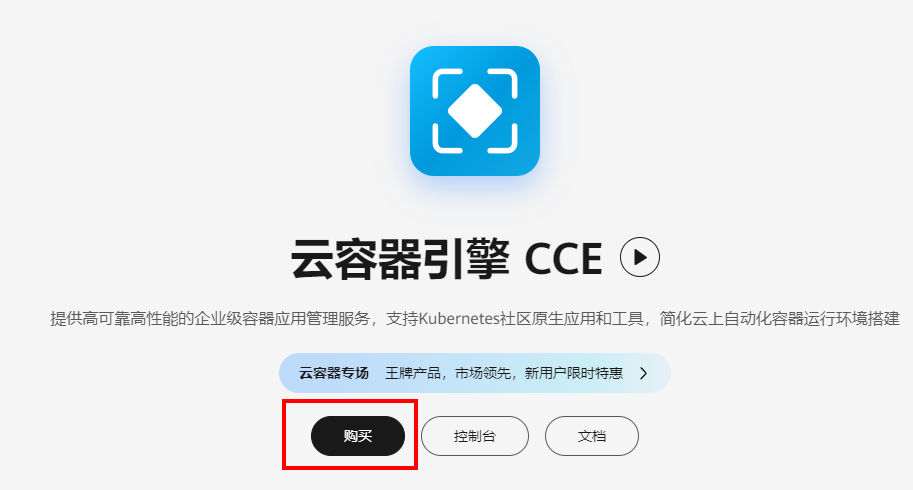 云容器引擎 CCE
提供高可靠高性能的企业级容器应用管理服务，支持Kubernetes社区原生应用和工具，简化云上自动化容器运行环境搭建
云容器专场 王牌产品，市场领先，新用户限时特惠
购买 控制台 文档